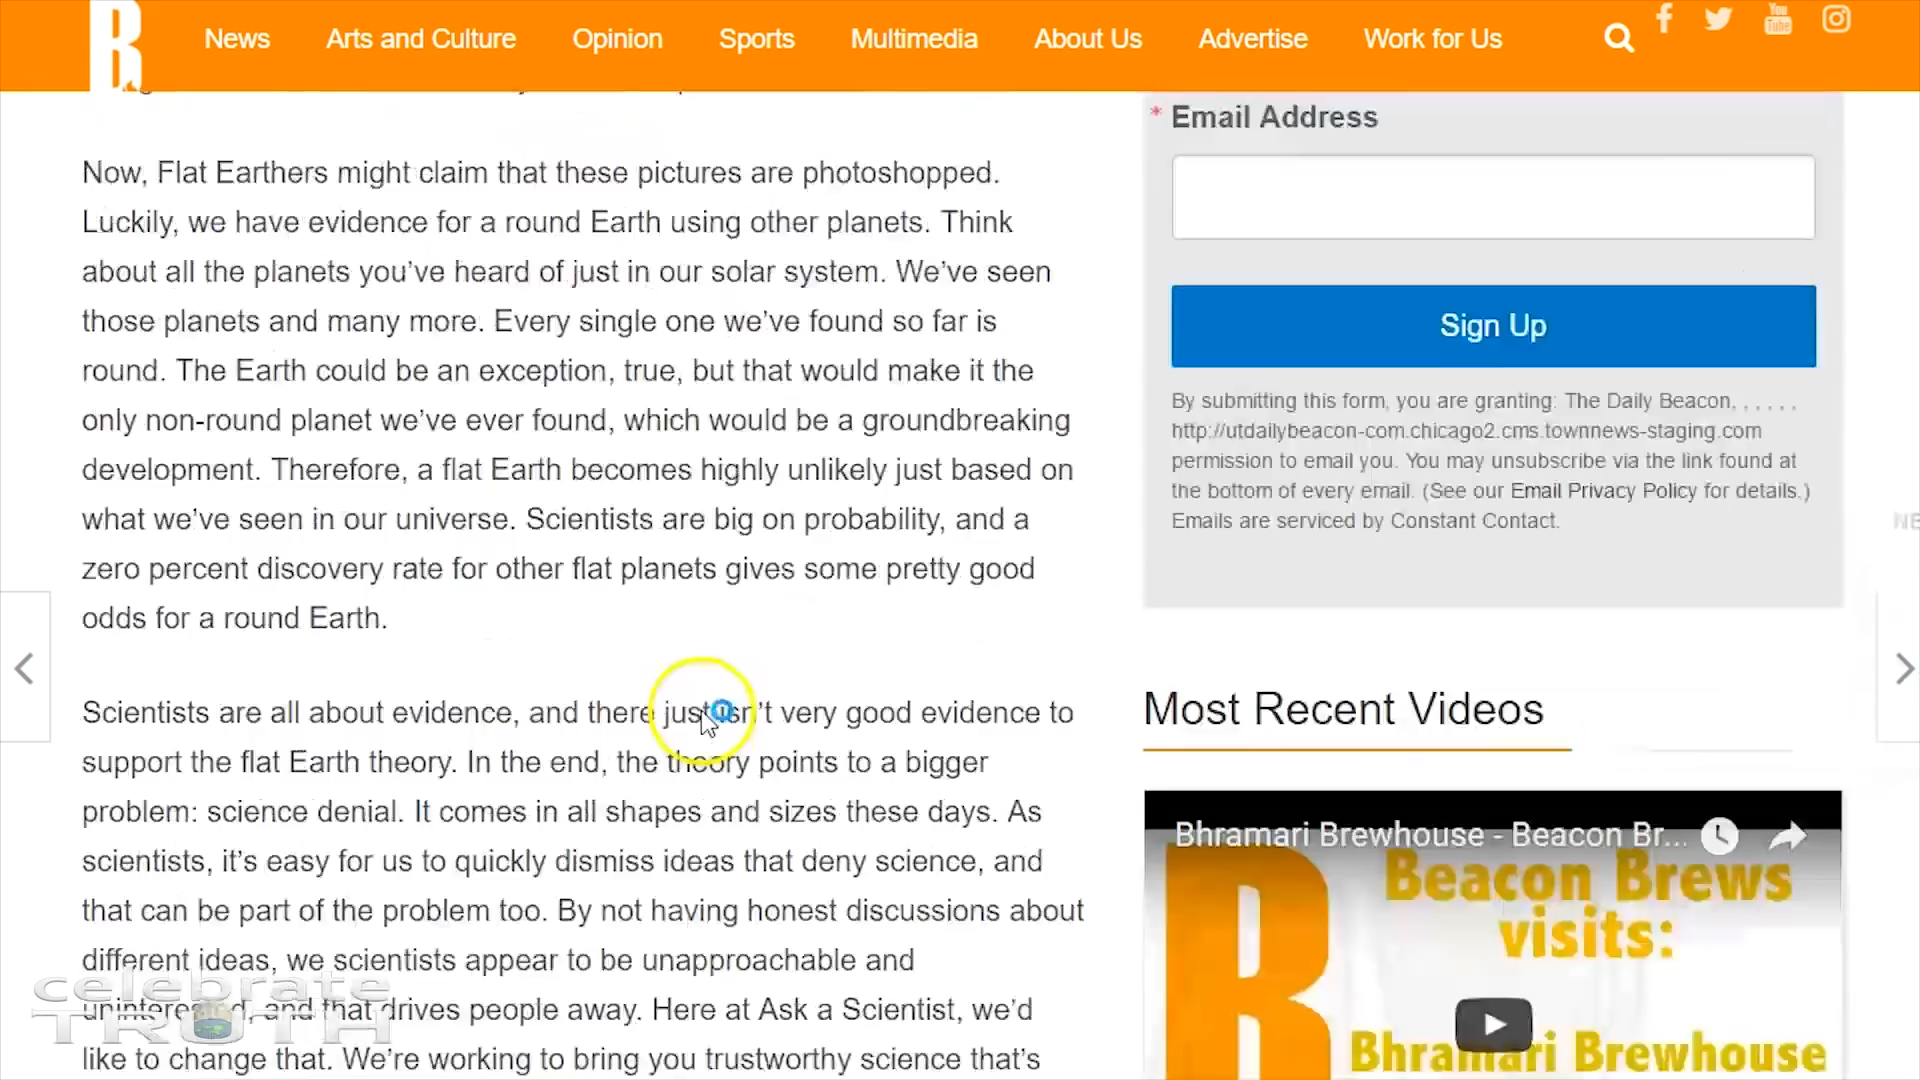 B
News
Arts and Culture
Opinion
Sports
Multimedia
About Us
Advertise
Work for Us
You
Tube
Now, Flat Earthers might claim that these pictures are photoshopped.
Luckily, we have evidence for a round Earth using other planets. Think
about all the planets you’ve heard of just in our solar system. We’ve seen
those planets and many more. Every single one we’ve found so far is
round. The Earth could be an exception, true, but that would make it the
only non-round planet we’ve ever found, which would be a groundbreaking
development. Therefore, a flat Earth becomes highly unlikely just based on
what we’ve seen in our universe. Scientists are big on probability, and a
zero percent discovery rate for other flat planets gives some pretty good
odds for a round Earth.
Scientists are all about evidence, and there just isn’t very good evidence to
support the flat Earth theory. In the end, the theory points to a bigger
problem: science denial. It comes in all shapes and sizes these days. As
scientists, it’s easy for us to quickly dismiss ideas that deny science, and
that can be part of the problem too. By not having honest discussions about
different ideas, we scientists appear to be unapproachable and
uninterested, and that drives people away. Here at Ask a Scientist, we’d
like to change that. We’re working to bring you trustworthy science that’s
celebrate
TRUTH
* Email Address
Sign Up
By submitting this form, you are granting: The Daily Beacon, , , , , ,
http://utdailybeacon-com.chicago2.cms.townnews-staging.com
permission to email you. You may unsubscribe via the link found at
the bottom of every email. (See our Email Privacy Policy for details.)
Emails are serviced by Constant Contact.
NE
Most Recent Videos
Bhramari Brewhouse - Beacon Br...
Beacon Brews
visits:
Bhramari Brewhouse